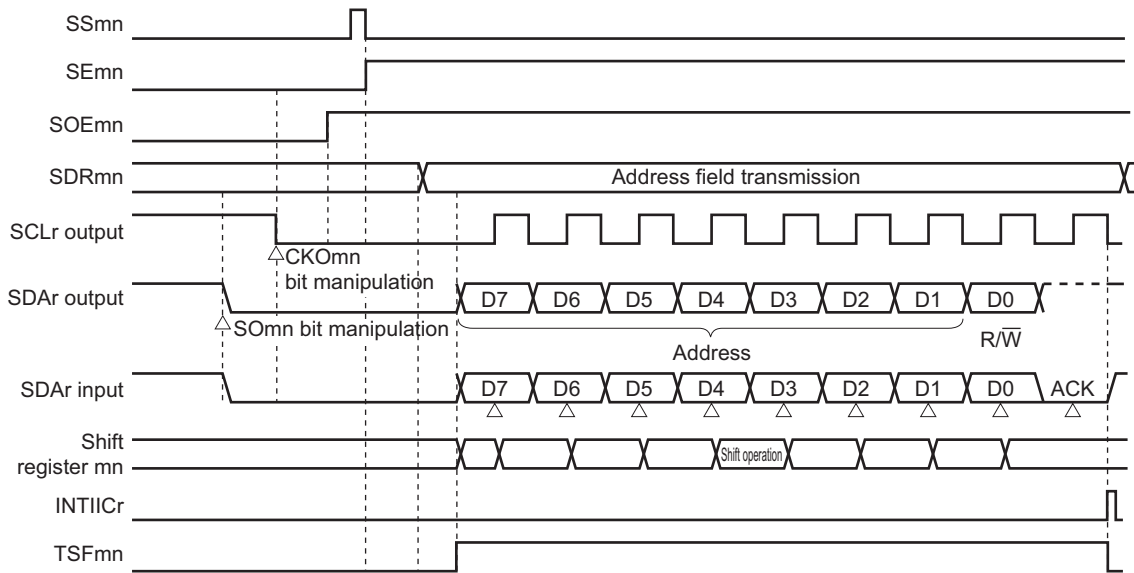 SSmn
SEmn
SOEmn
SDRmn
Address field transmission
SCLr output
CKOmn
bit manipulation
SDAr output
D7 D6 D5 D4 D3 D2 D1 D0
SOmn bit manipulation
R/W̅
Address
SDAr input
D7 D6 D5 D4 D3 D2 D1 D0 ACK
Shift
register mn
Shift operation
INTIICr
TSFmn